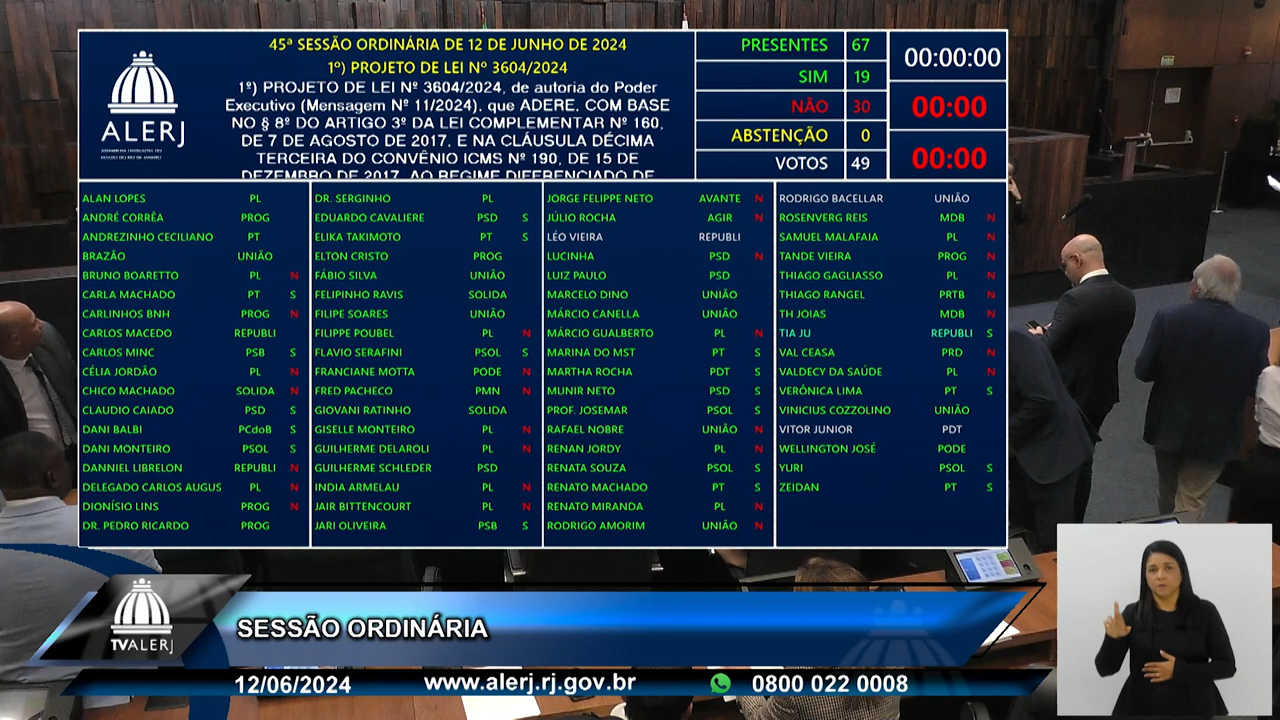 45ª SESSÃO ORDINÁRIA DE 12 DE JUNHO DE 2024
1º) PROJETO DE LEI Nº 3604/2024
1º) PROJETO DE LEI Nº 3604/2024, de autoria do Poder
Executivo (Mensagem Nº 11/2024), que ADERE, COM BASE
NO § 8º DO ARTIGO 3º DA LEI COMPLEMENTAR Nº 160,
DE 7 DE AGOSTO DE 2017, E NA CLÁUSULA DÉCIMA
TERCEIRA DO CONVÊNIO ICMS Nº 190, DE 15 DE
DEZEMBRO DE 2017, AO REGIME DIFERENCIADO DE
ALERJ
PRESENTES 67
SIM 19
NÃO 30
ABSTENÇÃO 0
VOTOS 49
00:00:00
00:00
00:00
ALAN LOPES PL
ANDRÉ CORRÊA PROG
ANDREZINHO CECILIANO PT
BRAZÃO UNIÃO
BRUNO BOARETTO PL N
CARLA MACHADO PT S
CARLINHOS BNH PROG N
CARLOS MACEDO REPUBLI
CARLOS MINC PSB S
CÉLIA JORDÃO PL N
CHICO MACHADO SOLIDA N
CLAUDIO CAIADO PSD S
DANI BALBI PCdoB S
DANI MONTEIRO PSOL S
DANNIEL LIBRELON REPUBLI N
DELEGADO CARLOS AUGUS PL N
DIONÍSIO LINS PROG N
DR. PEDRO RICARDO PROG
DR. SERGINHO PL
EDUARDO CAVALIERE PSD S
ELIKA TAKIMOTO PT S
ELTON CRISTO PROG
FÁBIO SILVA UNIÃO
FELIPINHO RAVIS SOLIDA
FILIPE SOARES UNIÃO
FILIPPE POUBEL PL N
FLAVIO SERAFINI PSOL S
FRANCIANE MOTTA PODE N
FRED PACHECO PMN N
GIOVANI RATINHO SOLIDA
GISELLE MONTEIRO PL N
GUILHERME DELAROLI PL N
GUILHERME SCHLEDER PSD
INDIA ARMELAU PL N
JAIR BITTENCOURT PL N
JARI OLIVEIRA PSB S
JORGE FELIPPE NETO AVANTE N
JÚLIO ROCHA AGIR N
LÉO VIEIRA REPUBLI
LUCINHA PSD N
LUIZ PAULO PSD
MARCELO DINO UNIÃO
MÁRCIO CANELLA UNIÃO
MÁRCIO GUALBERTO PL N
MARINA DO MST PT S
MARTHA ROCHA PDT S
MUNIR NETO PSD S
PROF. JOSEMAR PSOL S
RAFAEL NOBRE UNIÃO N
RENAN JORDY PL N
RENATA SOUZA PSOL S
RENATO MACHADO PT S
RENATO MIRANDA PL N
RODRIGO AMORIM UNIÃO N
RODRIGO BACELLAR UNIÃO
ROSENVERG REIS MDB N
SAMUEL MALAFAIA PL N
TANDE VIEIRA PROG N
THIAGO GAGLIASSO PL N
THIAGO RANGEL PRTB N
TH JOIAS MDB N
TIA JU REPUBLI S
VAL CEASA PRD N
VALDECY DA SAÚDE PL N
VERÔNICA LIMA PT S
VINICIUS COZZOLINO UNIÃO
VITOR JUNIOR PDT
WELLINGTON JOSÉ PODE
YURI PSOL S
ZEIDAN PT S
TVALERJ
SESSÃO ORDINÁRIA
12/06/2024 www.alerj.rj.gov.br 0800 022 0008